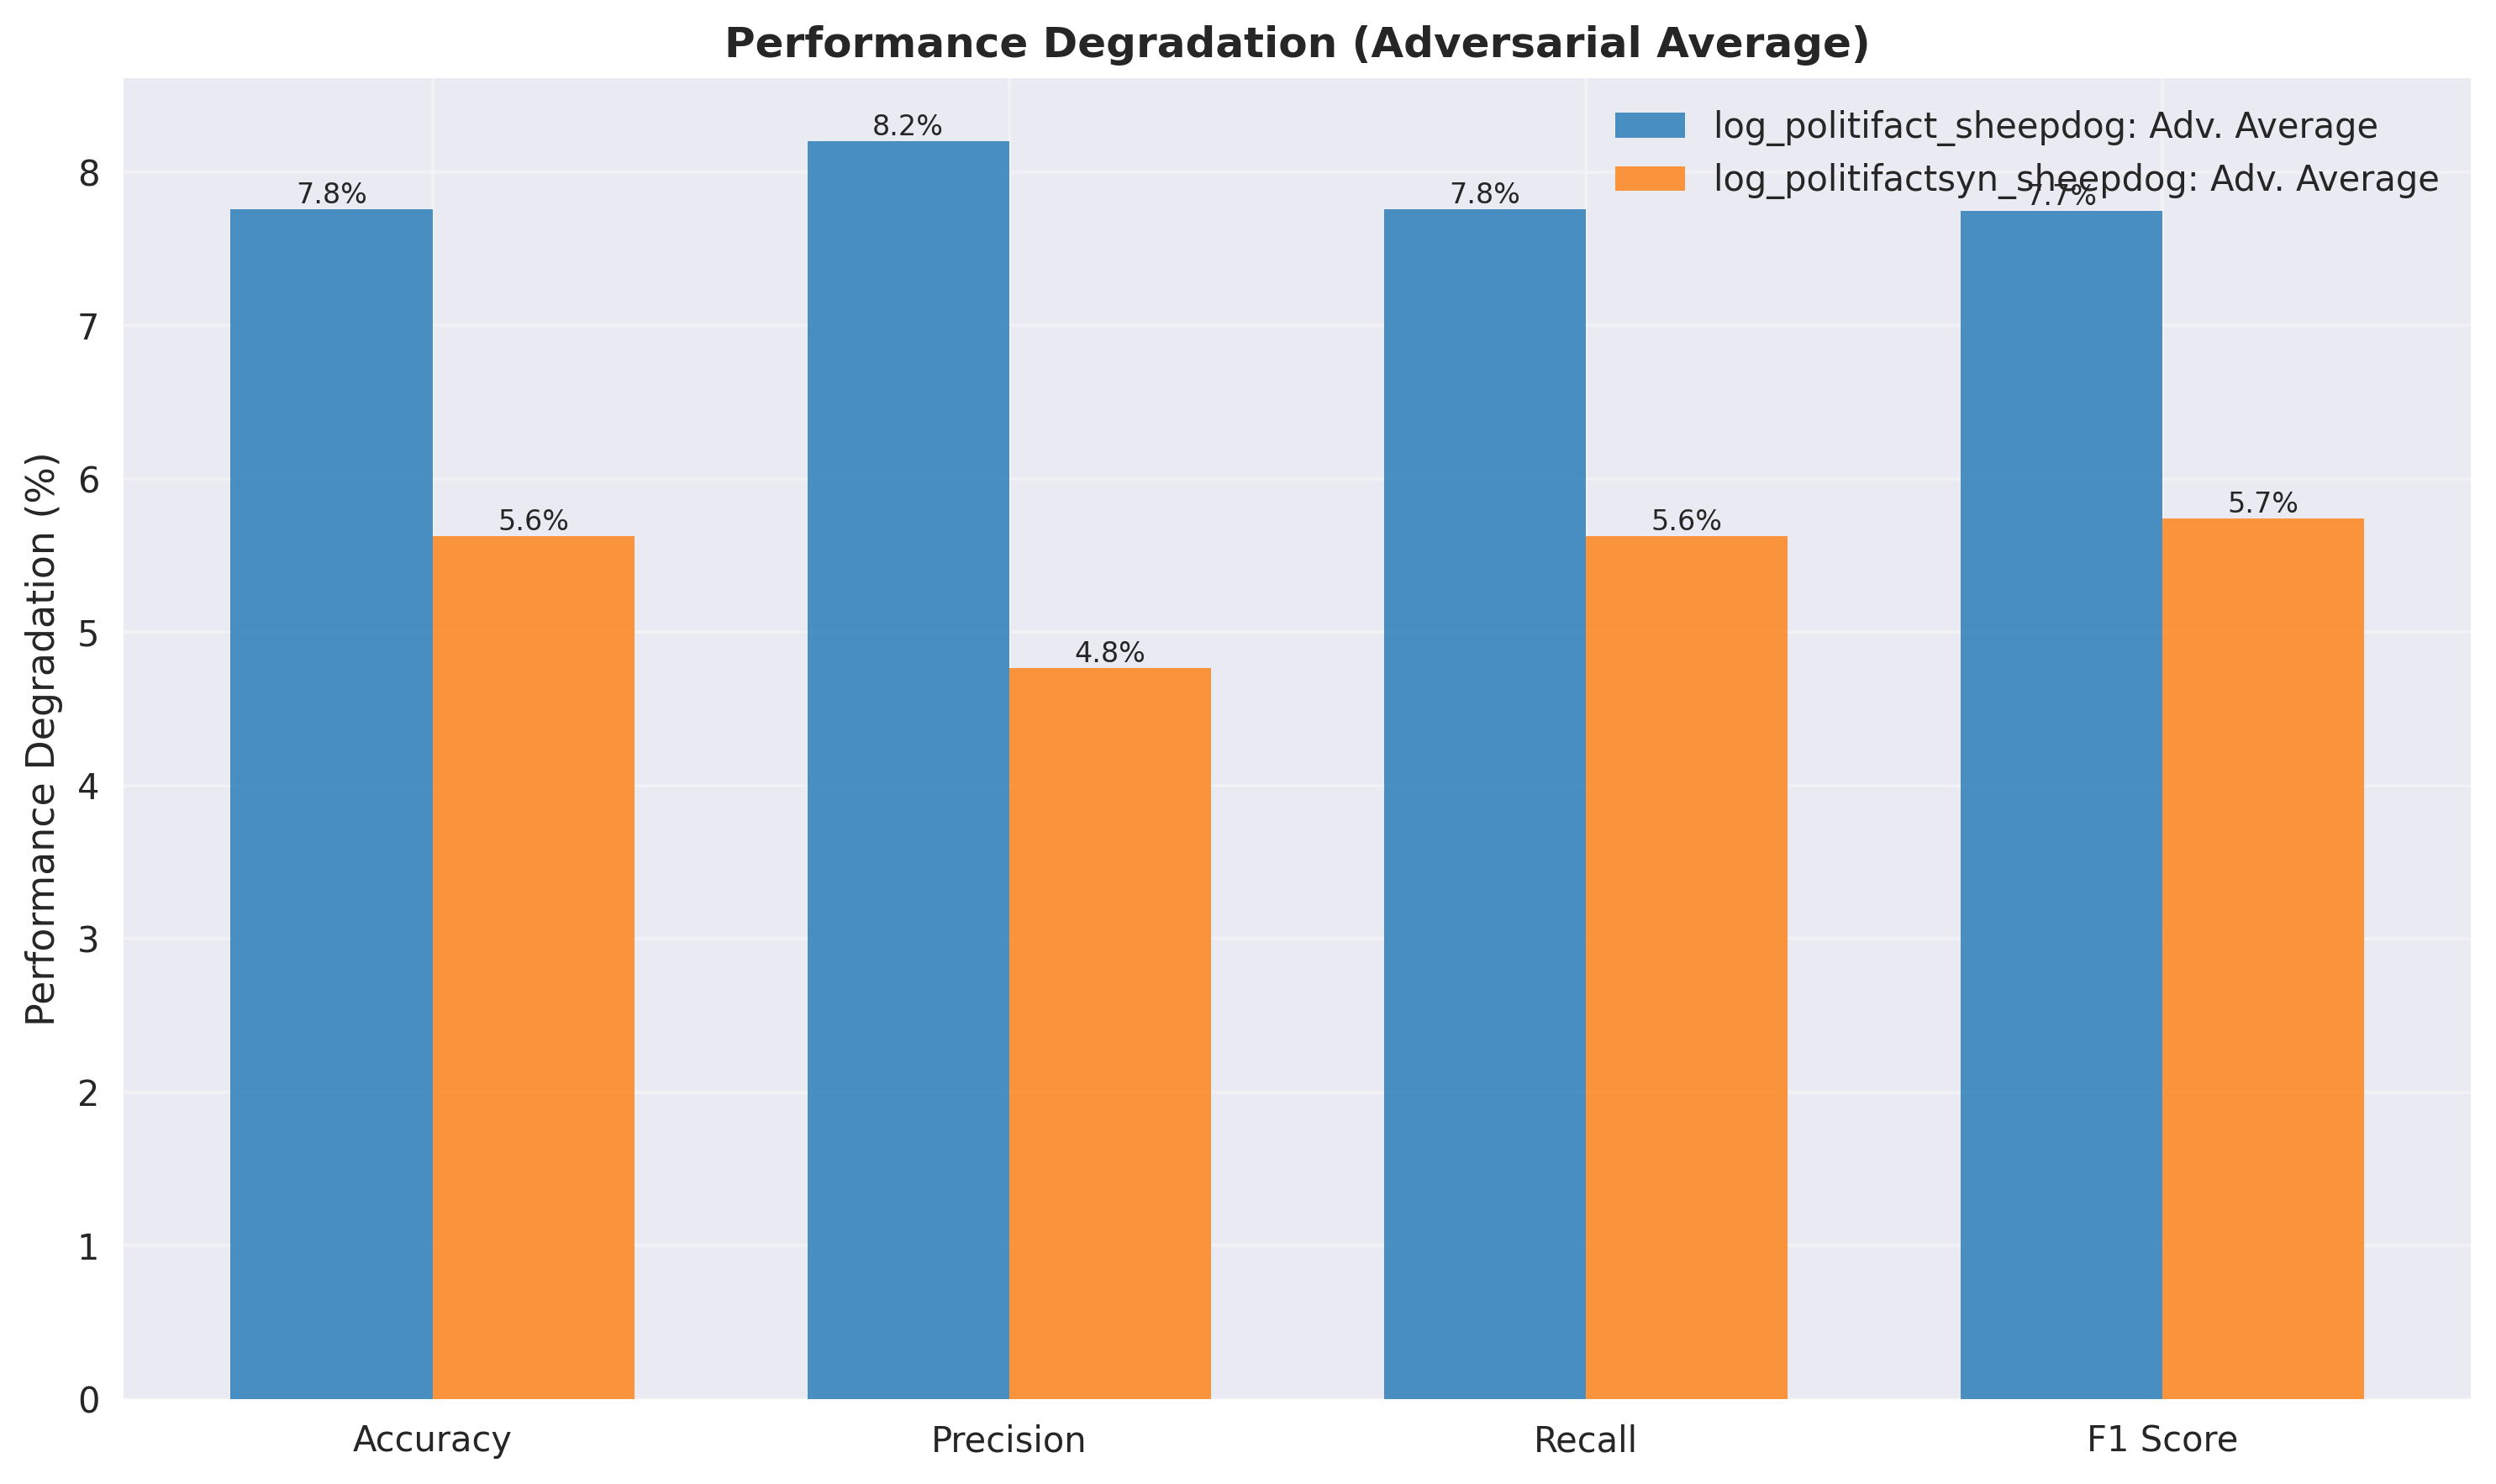 Performance Degradation (Adversarial Average)
log_politifact_sheepdog: Adv. Average
log_politifactsyn_sheepdog: Adv. Average
Performance Degradation (%)
8
7
6
5
4
3
2
1
0
7.8%
5.6%
8.2%
4.8%
7.8%
5.6%
7.7%
5.7%
Accuracy
Precision
Recall
F1 Score